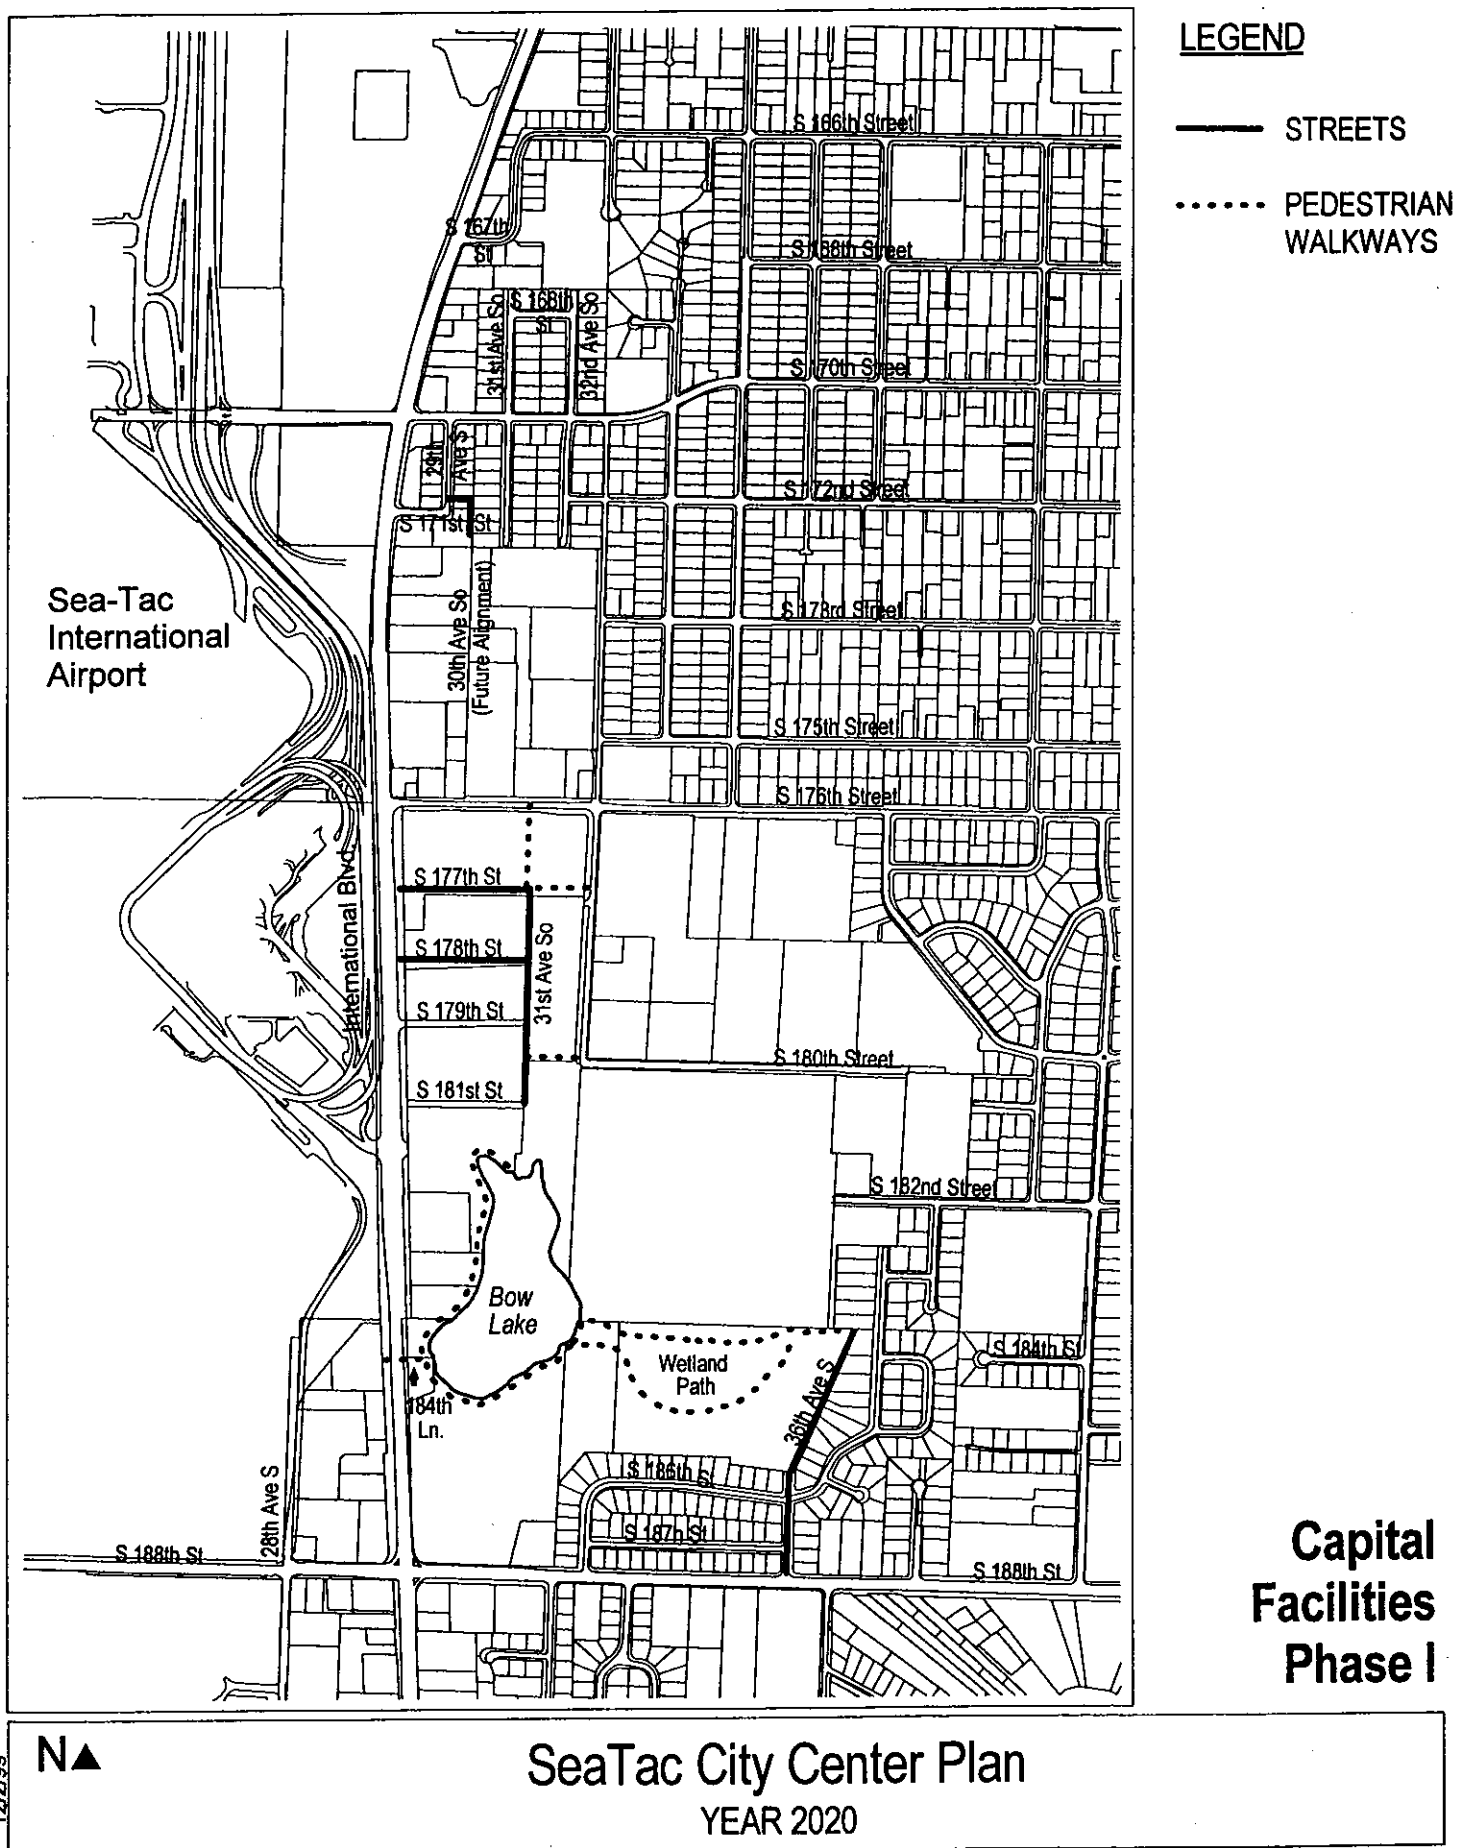 LEGEND
STREETS
PEDESTRIAN
WALKWAYS
S 166th Street
S 167th
St
S 168th Street
S 168th
St
31st Ave So
32nd Ave So
S 170th Street
29th
Ave S
S 172nd Street
S 171st St
Sea-Tac
International
Airport
30th Ave So
(Future Alignment)
S 173rd Street
S 175th Street
S 176th Street
International Blvd.
S 177th St
S 178th St
31st Ave So
S 179th St
S 180th Street
S 181st St
S 182nd Street
Bow
Lake
S 184th St
Wetland
Path
184th
Ln.
36th Ave S
S 186th St
28th Ave S
S 187h St
S 188th St
S 188th St
Capital
Facilities
Phase I
N
SeaTac City Center Plan
YEAR 2020